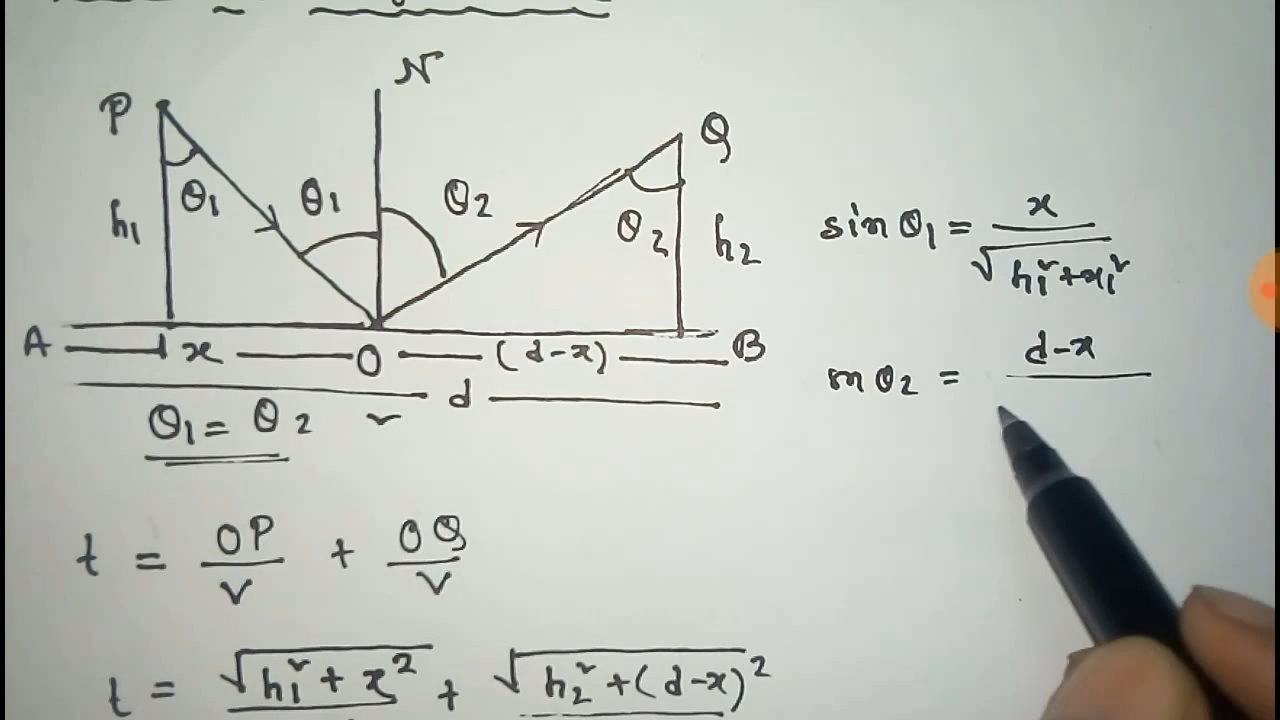 N
P
Q
θ1 θ1 θ2 θ2
h1 h2
A x O (d-x) B
d
θ1 = θ2
sin θ1 = x / √(h1² + x1²)
sin θ2 = d-x
t = OP/V + OQ/V
t = √(h1² + x²) + √(h2² + (d-x)²)